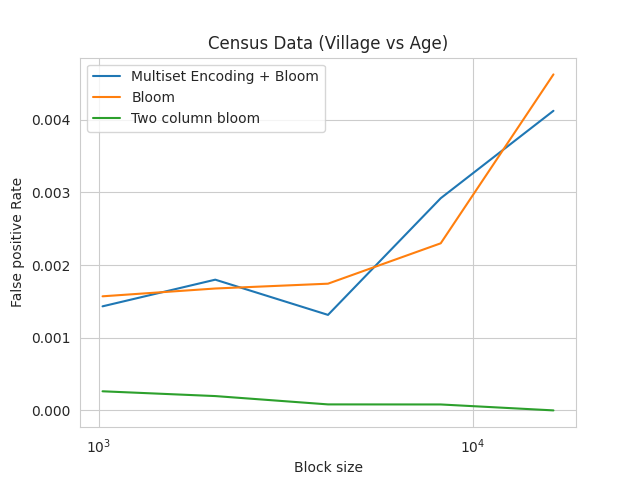 Census Data (Village vs Age)
Multiset Encoding + Bloom
Bloom
Two column bloom
False positive Rate
0.004
0.003
0.002
0.001
0.000
10³
10⁴
Block size